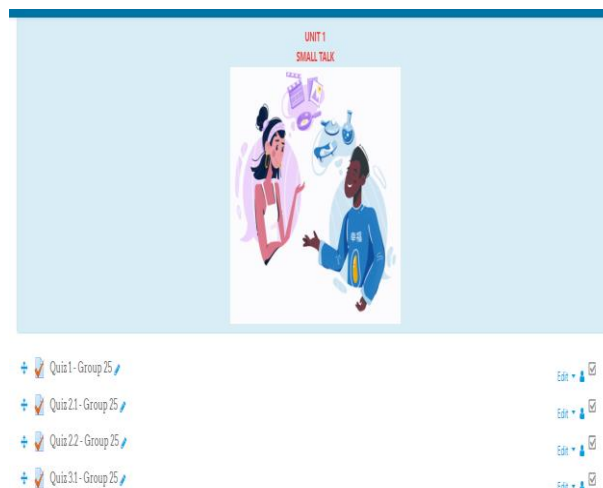 UNIT 1
SMALL TALK
Quiz 1 - Group 25
Edit
Quiz 2.1 - Group 25
Edit
Quiz 2.2 - Group 25
Edit
Quiz 3.1 - Group 25
Edit